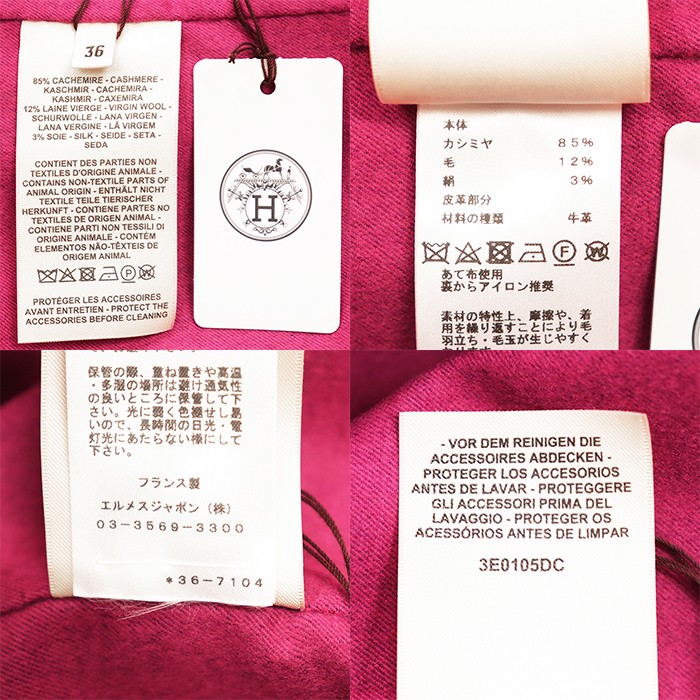 36
85% CACHEMIRE - CASHMERE -
KASCHMIR - CACHEMIRA -
KASHMIR - CAXEMIRA
12% LAINE VIERGE - VIRGIN WOOL -
SCHURWOLLE - LANA VIRGEN -
LANA VERGINE - LÃ VIRGEM
3% SOIE - SILK - SEIDE - SETA -
SEDA
CONTIENT DES PARTIES NON
TEXTILES D'ORIGINE ANIMALE -
CONTAINS NON-TEXTILE PARTS OF
ANIMAL ORIGIN - ENTHÄLT NICHT
TEXTILE TEILE TIERISCHER
HERKUNFT - CONTIENE PARTES NO
TEXTILES DE ORIGEN ANIMAL -
CONTIENE PARTI NON TESSILI DI
ORIGINE ANIMALE - CONTÉM
ELEMENTOS NÃO-TÊXTEIS DE
ORIGEM ANIMAL
P
W
PROTÉGER LES ACCESSOIRES
AVANT ENTRETIEN - PROTECT THE
ACCESSORIES BEFORE CLEANING
H
本体
カシミヤ 85%
毛 12%
絹 3%
皮革部分
材料の種類 牛革
F
W
あて布使用
裏からアイロン推奨
素材の特性上、摩擦や、着
用を繰り返すことにより毛
羽立ち・毛玉が生じやすく
保管の際、重ね置きや高温
・多湿の場所は避け通気性
の良いところに保管して下
さい。光に弱く色褪せし易
いので、長時間の日光・電
灯光にあたらない様にして
下さい。
フランス製
エルメスジャポン（株）
03-3569-3300
*36-7104
- VOR DEM REINIGEN DIE
ACCESSOIRES ABDECKEN -
PROTEGER LOS ACCESORIOS
ANTES DE LAVAR - PROTEGGERE
GLI ACCESSORI PRIMA DEL
LAVAGGIO - PROTEGER OS
ACESSÓRIOS ANTES DE LIMPAR
3E0105DC